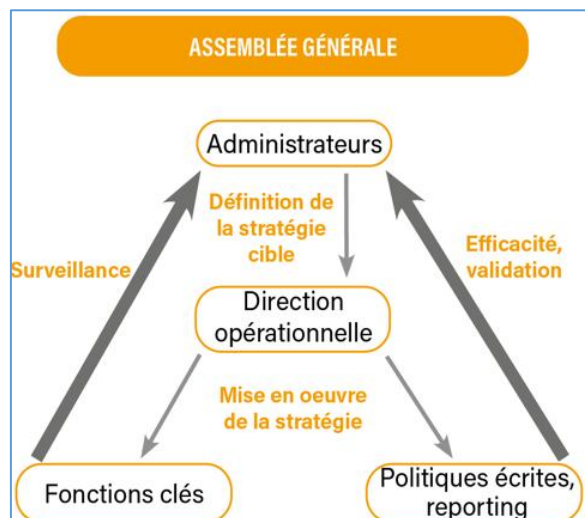 ASSEMBLÉE GÉNÉRALE
Administrateurs
Définition de
la stratégie
cible
Surveillance
Efficacité,
validation
Direction
opérationnelle
Mise en oeuvre
de la stratégie
Fonctions clés
Politiques écrites,
reporting